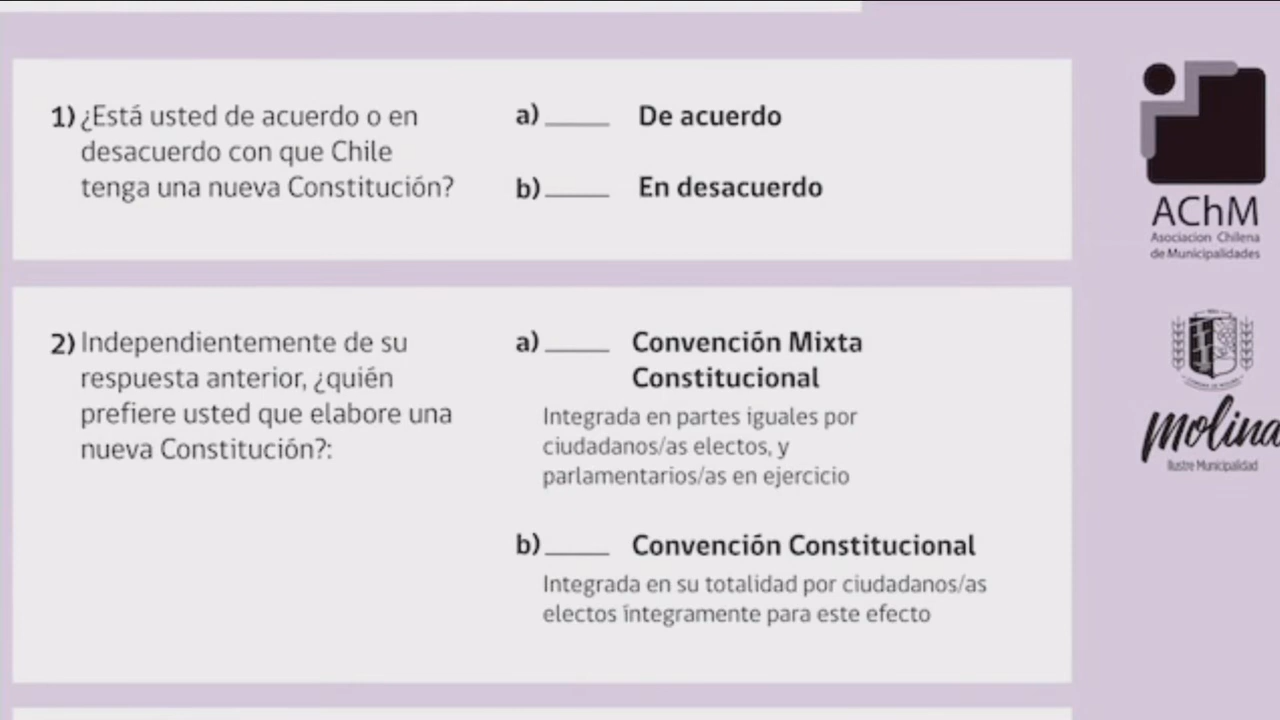 1) ¿Está usted de acuerdo o en
desacuerdo con que Chile
tenga una nueva Constitución?
a)_____ De acuerdo
b)_____ En desacuerdo
2) Independientemente de su
respuesta anterior, ¿quién
prefiere usted que elabore una
nueva Constitución?:
a)_____ Convención Mixta
Constitucional
Integrada en partes iguales por
ciudadanos/as electos, y
parlamentarios/as en ejercicio
b)_____ Convención Constitucional
Integrada en su totalidad por ciudadanos/as
electos íntegramente para este efecto
AChM
Asociacion Chilena
de Municipalidades
molina
Ilustre Municipalidad